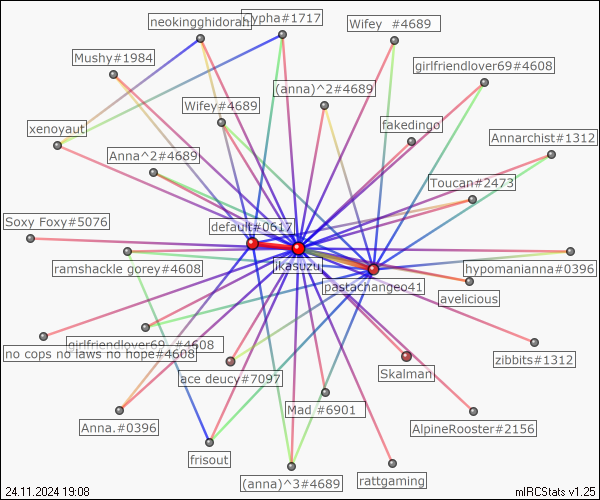 neokingghidorah
hypha#1717
Wifey #4689
Mushy#1984
girlfriendlover69#4608
(anna)^2#4689
Wifey#4689
fakedingo
xenoyaut
Annarchist#1312
Anna^2#4689
Toucan#2473
Soxy Foxy#5076
default#0617
ikasuzu
ramshackle gorey#4608
hypomanianna#0396
pastachangeo41
avelicious
girlfriendlover69 #4608
no cops no laws no hope#4608
zibbits#1312
ace deucy#7097
Skalman
Mad #6901
Anna.#0396
AlpineRooster#2156
frisout
(anna)^3#4689
rattgaming
24.11.2024 19:08
mIRCStats v1.25